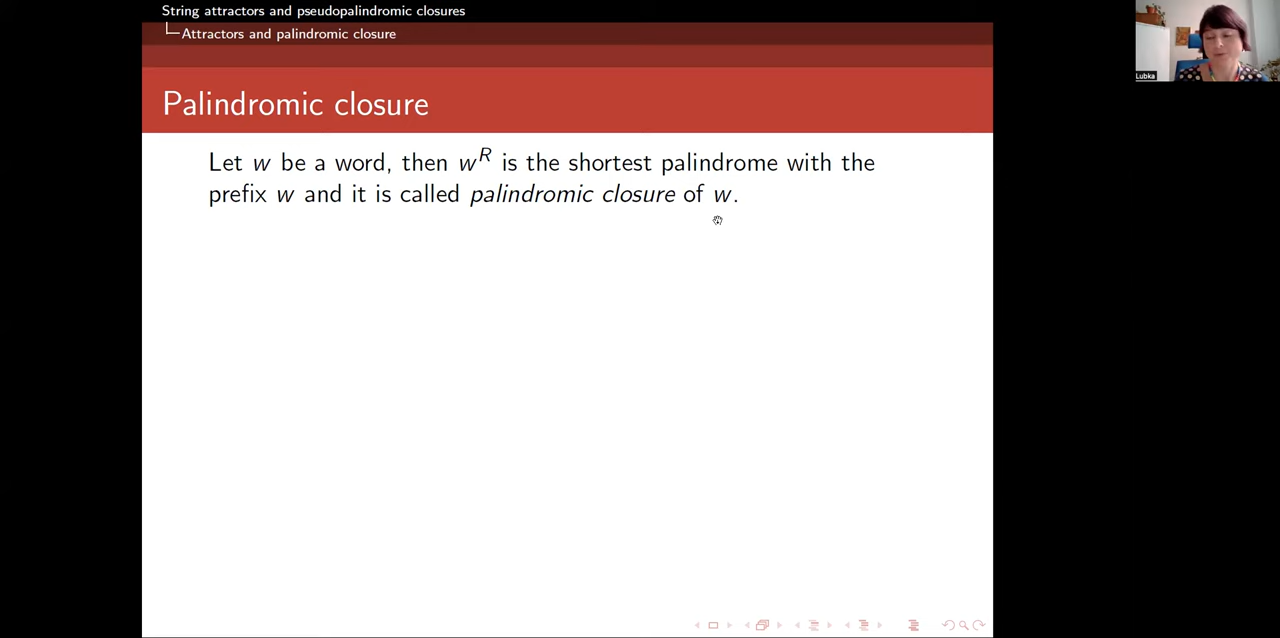 String attractors and pseudopalindromic closures
Attractors and palindromic closure
Lubka
Palindromic closure
Let w be a word, then w^R is the shortest palindrome with the
prefix w and it is called palindromic closure of w.